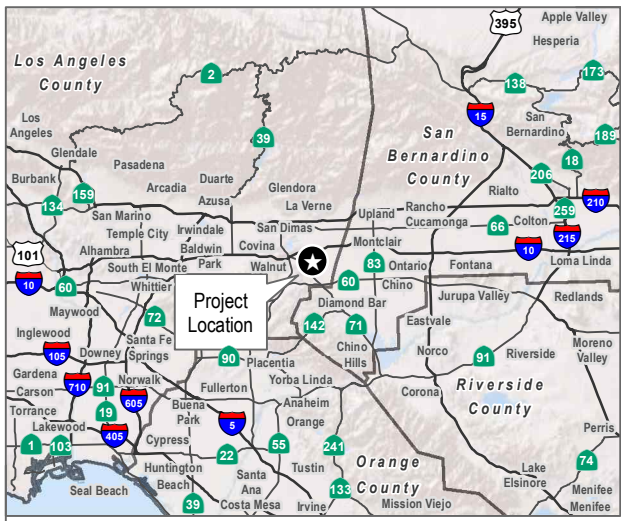 395
Apple Valley
Hesperia
Los Angeles
County
2
138
173
Los
Angeles
39
15
San
Bernardino
San
Bernardino
County
189
Glendale
Pasadena
Duarte
Glendora
18
Burbank
Arcadia
Azusa
La Verne
Rialto
206
159
134
210
San Marino
Irwindale
San Dimas
Upland
Rancho
Cucamonga
66
Colton
259
Temple City
101
Alhambra
Baldwin
Park
Covina
Montclair
215
South El Monte
Walnut
83
Ontario
Fontana
10
Loma Linda
10
60
Whittier
60
Chino
Maywood
Project
Location
Diamond Bar
Jurupa Valley
Redlands
72
142
71
Eastvale
Inglewood
Santa Fe
Springs
Chino
Hills
Norco
Moreno
Valley
105
Downey
90
Placentia
91
Riverside
Gardena
710
91
Norwalk
Yorba Linda
Carson
605
Fullerton
Corona
Riverside
County
Torrance
19
Buena
Park
Anaheim
Lakewood
405
5
Orange
Perris
1
103
Cypress
22
55
241
Orange
County
74
Huntington
Beach
Tustin
Lake
Elsinore
Seal Beach
Santa
Ana
133
Menifee
39
Costa Mesa
Irvine
Mission Viejo
Menifee